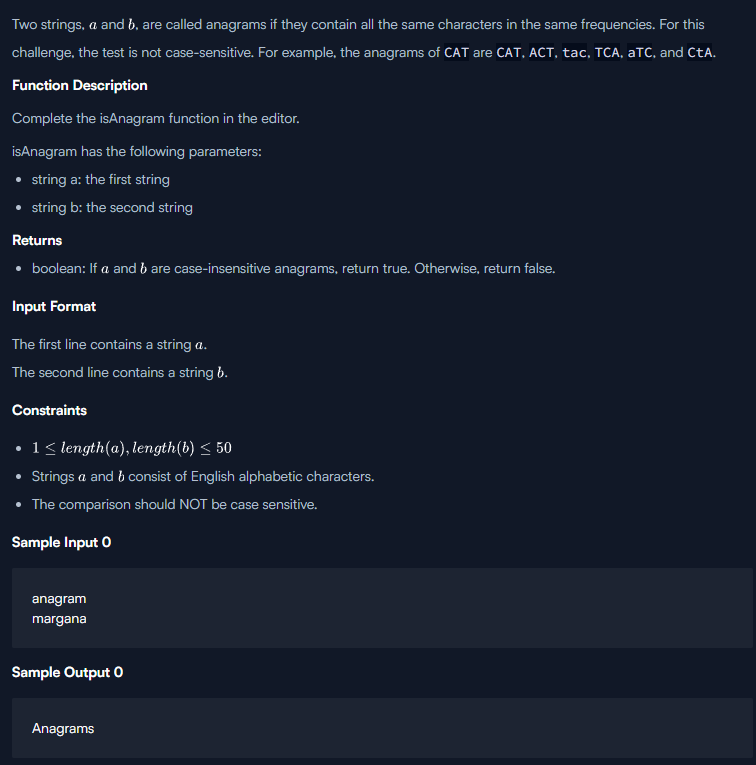 Two strings, a and b, are called anagrams if they contain all the same characters in the same frequencies. For this
challenge, the test is not case-sensitive. For example, the anagrams of CAT are CAT, ACT, tac, TCA, aTC, and CtA.
Function Description
Complete the isAnagram function in the editor.
isAnagram has the following parameters:
• string a: the first string
• string b: the second string
Returns
• boolean: If a and b are case-insensitive anagrams, return true. Otherwise, return false.
Input Format
The first line contains a string a.
The second line contains a string b.
Constraints
• 1 ≤ length(a), length(b) ≤ 50
• Strings a and b consist of English alphabetic characters.
• The comparison should NOT be case sensitive.
Sample Input 0
anagram
margana
Sample Output 0
Anagrams